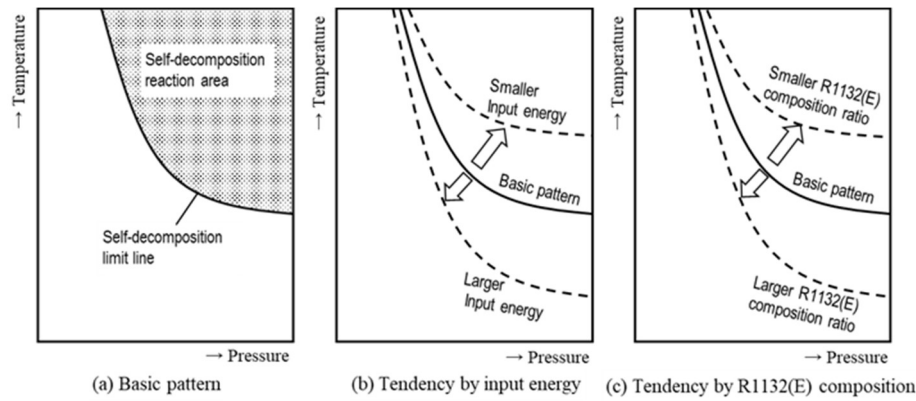 → Temperature
Self-decomposition
reaction area
Self-decomposition
limit line
→ Pressure
(a) Basic pattern
→ Temperature
Smaller
Input energy
Basic pattern
Larger
Input energy
→ Pressure
(b) Tendency by input energy
→ Temperature
Smaller R1132(E)
composition ratio
Basic pattern
Larger R1132(E)
composition ratio
→ Pressure
(c) Tendency by R1132(E) composition